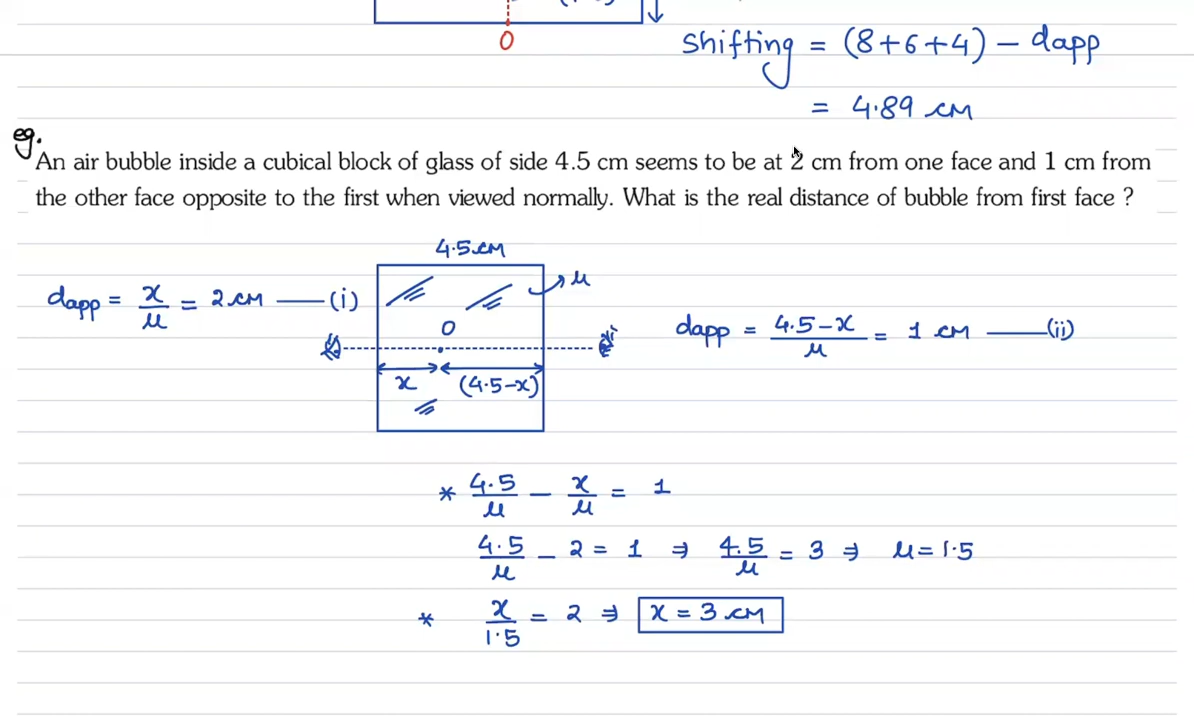 O
Shifting = (8+6+4) - dapp
= 4.89 cm
eg.
An air bubble inside a cubical block of glass of side 4.5 cm seems to be at 2 cm from one face and 1 cm from
the other face opposite to the first when viewed normally. What is the real distance of bubble from first face ?
4.5cm
μ
dapp = x/μ = 2cm —(i)
O
dapp = (4.5-x)/μ = 1 cm —(ii)
x (4.5-x)
* 4.5/μ - x/μ = 1
4.5/μ - 2 = 1 ⇒ 4.5/μ = 3 ⇒ μ = 1.5
* x/1.5 = 2 ⇒ x = 3 cm